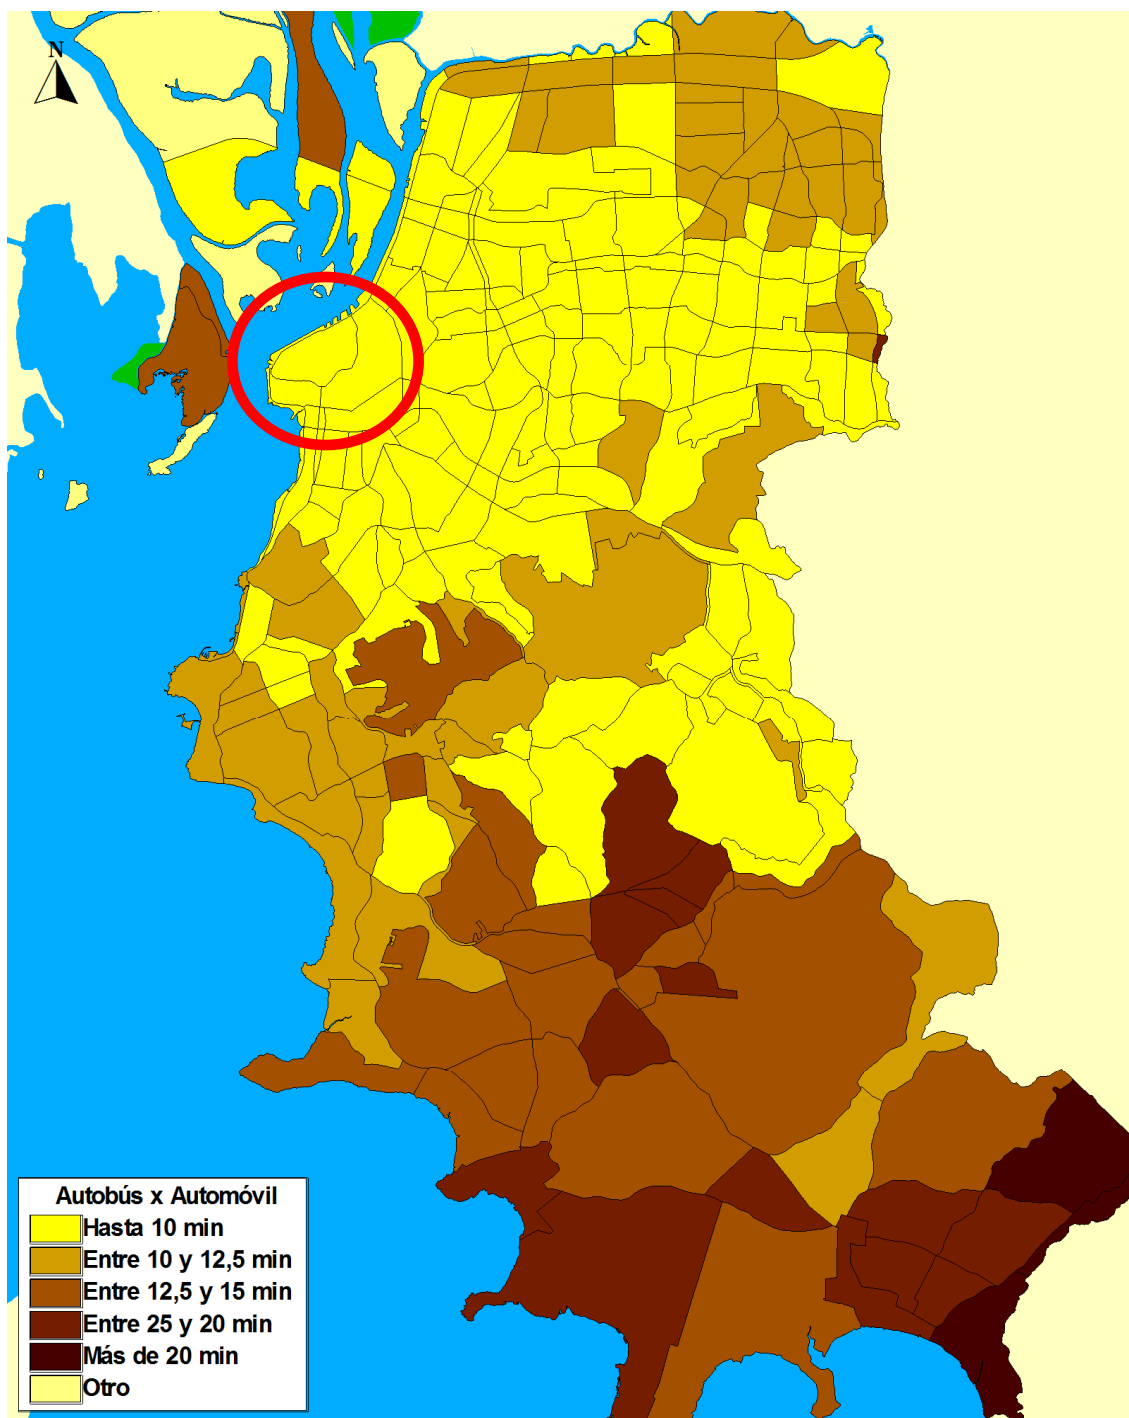 N
Autobús x Automóvil
Hasta 10 min
Entre 10 y 12,5 min
Entre 12,5 y 15 min
Entre 25 y 20 min
Más de 20 min
Otro